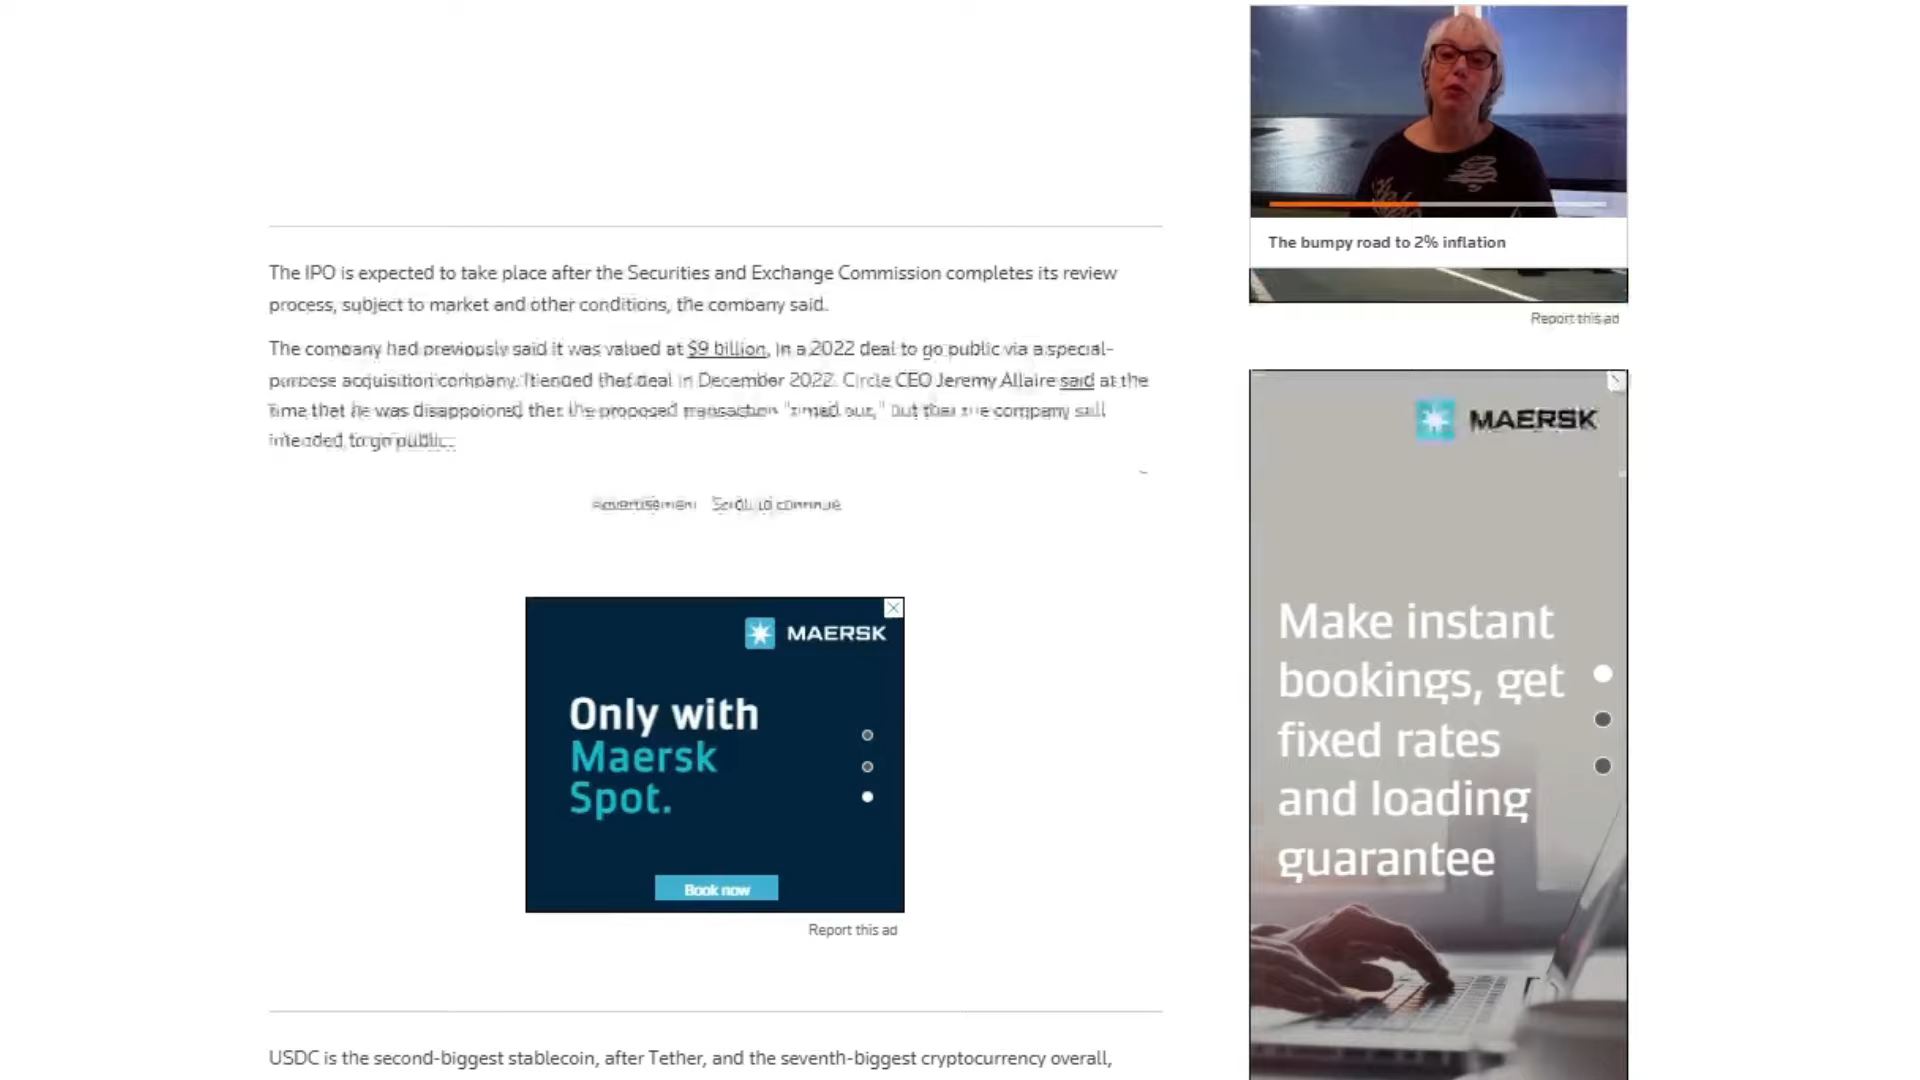 The bumpy road to 2% inflation
Report this ad
The IPO is expected to take place after the Securities and Exchange Commission completes its review
process, subject to market and other conditions, the company said.
The company had previously said it was valued at $9 billion, in a 2022 deal to go public via a special-
purpose acquisition company. It ended that deal in December 2022. Circle CEO Jeremy Allaire said at the
time that he was disappointed the proposed transaction "timed out," but that the company still
intended to go public.
Advertisement Scroll to continue
MAERSK
Only with
Maersk
Spot.
Book now
Report this ad
USDC is the second-biggest stablecoin, after Tether, and the seventh-biggest cryptocurrency overall,
MAERSK
Make instant
bookings, get
fixed rates
and loading
guarantee